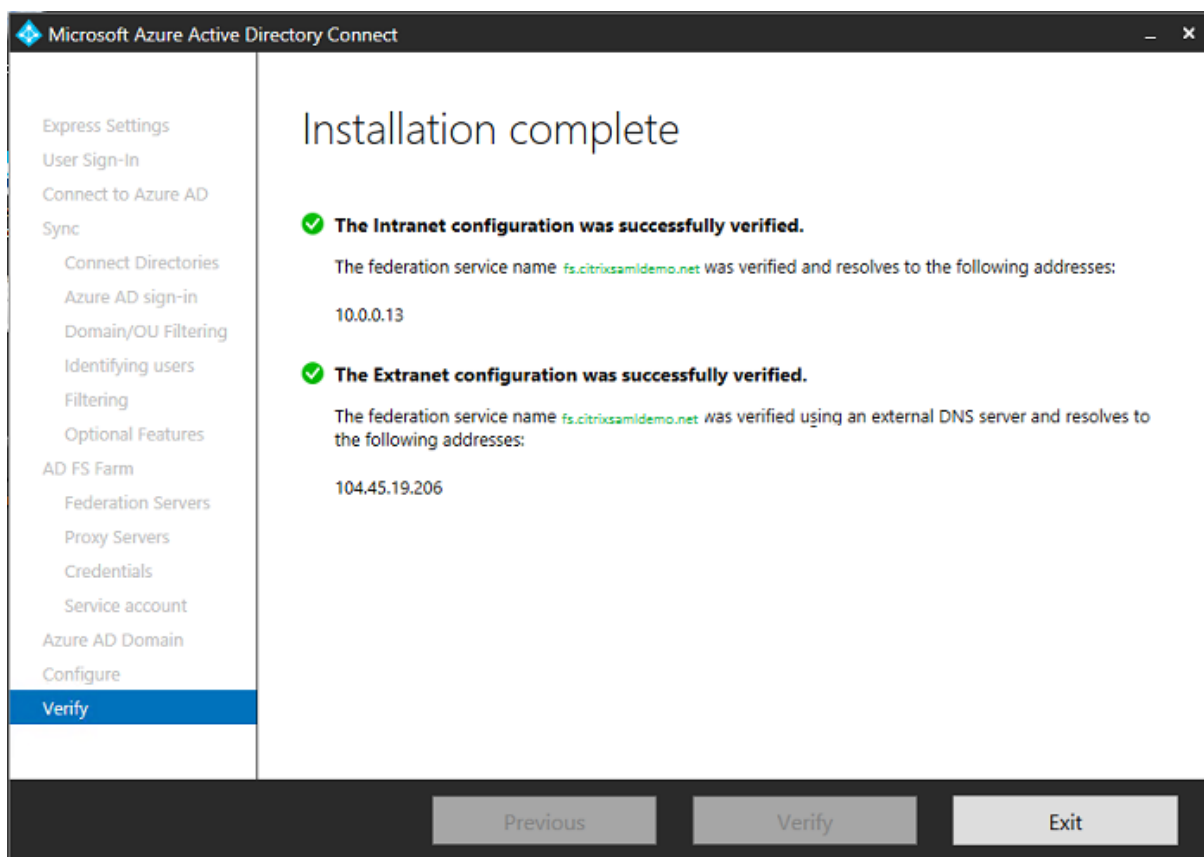 Microsoft Azure Active Directory Connect
Express Settings
User Sign-In
Connect to Azure AD
Sync
Connect Directories
Azure AD sign-in
Domain/OU Filtering
Identifying users
Filtering
Optional Features
AD FS Farm
Federation Servers
Proxy Servers
Credentials
Service account
Azure AD Domain
Configure
Verify
Installation complete
The Intranet configuration was successfully verified.
The federation service name fs.citrixsamldemo.net was verified and resolves to the following addresses:
10.0.0.13
The Extranet configuration was successfully verified.
The federation service name fs.citrixsamldemo.net was verified using an external DNS server and resolves to
the following addresses:
104.45.19.206
Previous
Verify
Exit